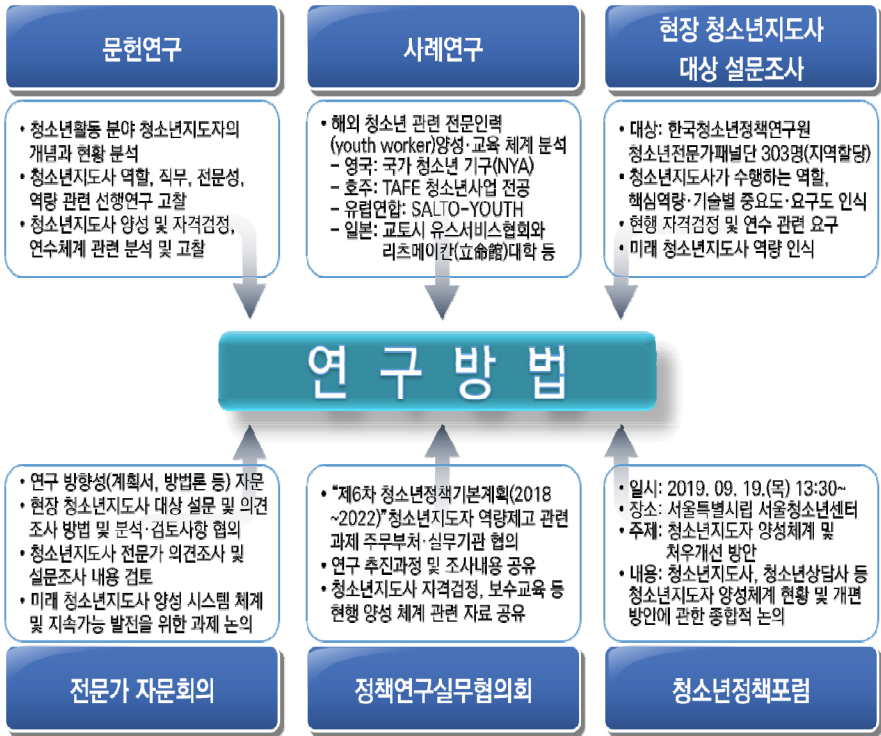 문헌연구
• 청소년활동 분야 청소년지도자의
개념과 현황 분석
• 청소년지도사 역할, 직무, 전문성,
역량 관련 선행연구 고찰
• 청소년지도사 양성 및 자격검정,
연수체계 관련 분석 및 고찰
사례연구
• 해외 청소년 관련 전문인력
(youth worker)양성·교육 체계 분석
- 영국: 국가 청소년 기구(NYA)
- 호주: TAFE 청소년사업 전공
- 유럽연합: SALTO-YOUTH
- 일본: 교토시 유스서비스협회와
리츠메이칸(立命館)대학 등
현장 청소년지도사
대상 설문조사
• 대상: 한국청소년정책연구원
청소년전문가패널단 303명(지역할당)
• 청소년지도사가 수행하는 역할,
핵심역량·기술별 중요도·요구도 인식
• 현행 자격검정 및 연수 관련 요구
• 미래 청소년지도사 역량 인식
연 구 방 법
• 연구 방향성(계획서, 방법론 등) 자문
• 현장 청소년지도사 대상 설문 및 의견
조사 방법 및 분석·검토사항 협의
• 청소년지도사 전문가 의견조사 및
설문조사 내용 검토
• 미래 청소년지도사 양성 시스템 체계
및 지속가능 발전을 위한 과제 논의
전문가 자문회의
• “제6차 청소년정책기본계획(2018
~2022)”청소년지도자 역량제고 관련
과제 주무부처·실무기관 협의
• 연구 추진과정 및 조사내용 공유
• 청소년지도사 자격검정, 보수교육 등
현행 양성 체계 관련 자료 공유
정책연구실무협의회
• 일시: 2019. 09. 19.(목) 13:30~
• 장소: 서울특별시립 서울청소년센터
• 주제: 청소년지도자 양성체계 및
처우개선 방안
• 내용: 청소년지도사, 청소년상담사 등
청소년지도자 양성체계 현황 및 개편
방안에 관한 종합적 논의
청소년정책포럼